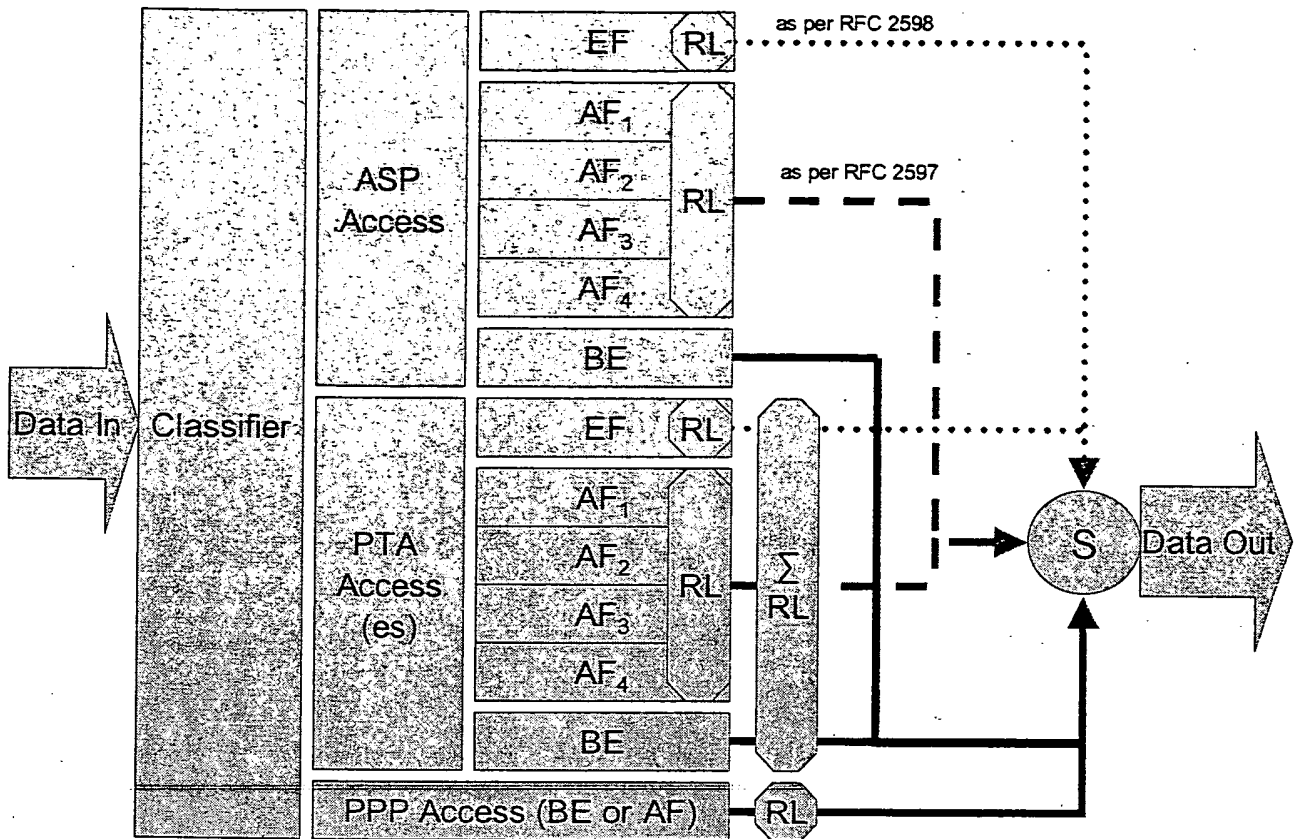 EF
RL
as per RFC 2598
AF1
AF2
AF3
AF4
RL
as per RFC 2597
ASP
Access
BE
Data In
Classifier
EF
RL
AF1
AF2
AF3
AF4
RL
PTA
Access
(es)
Σ
RL
S
Data Out
BE
PPP Access (BE or AF)
RL